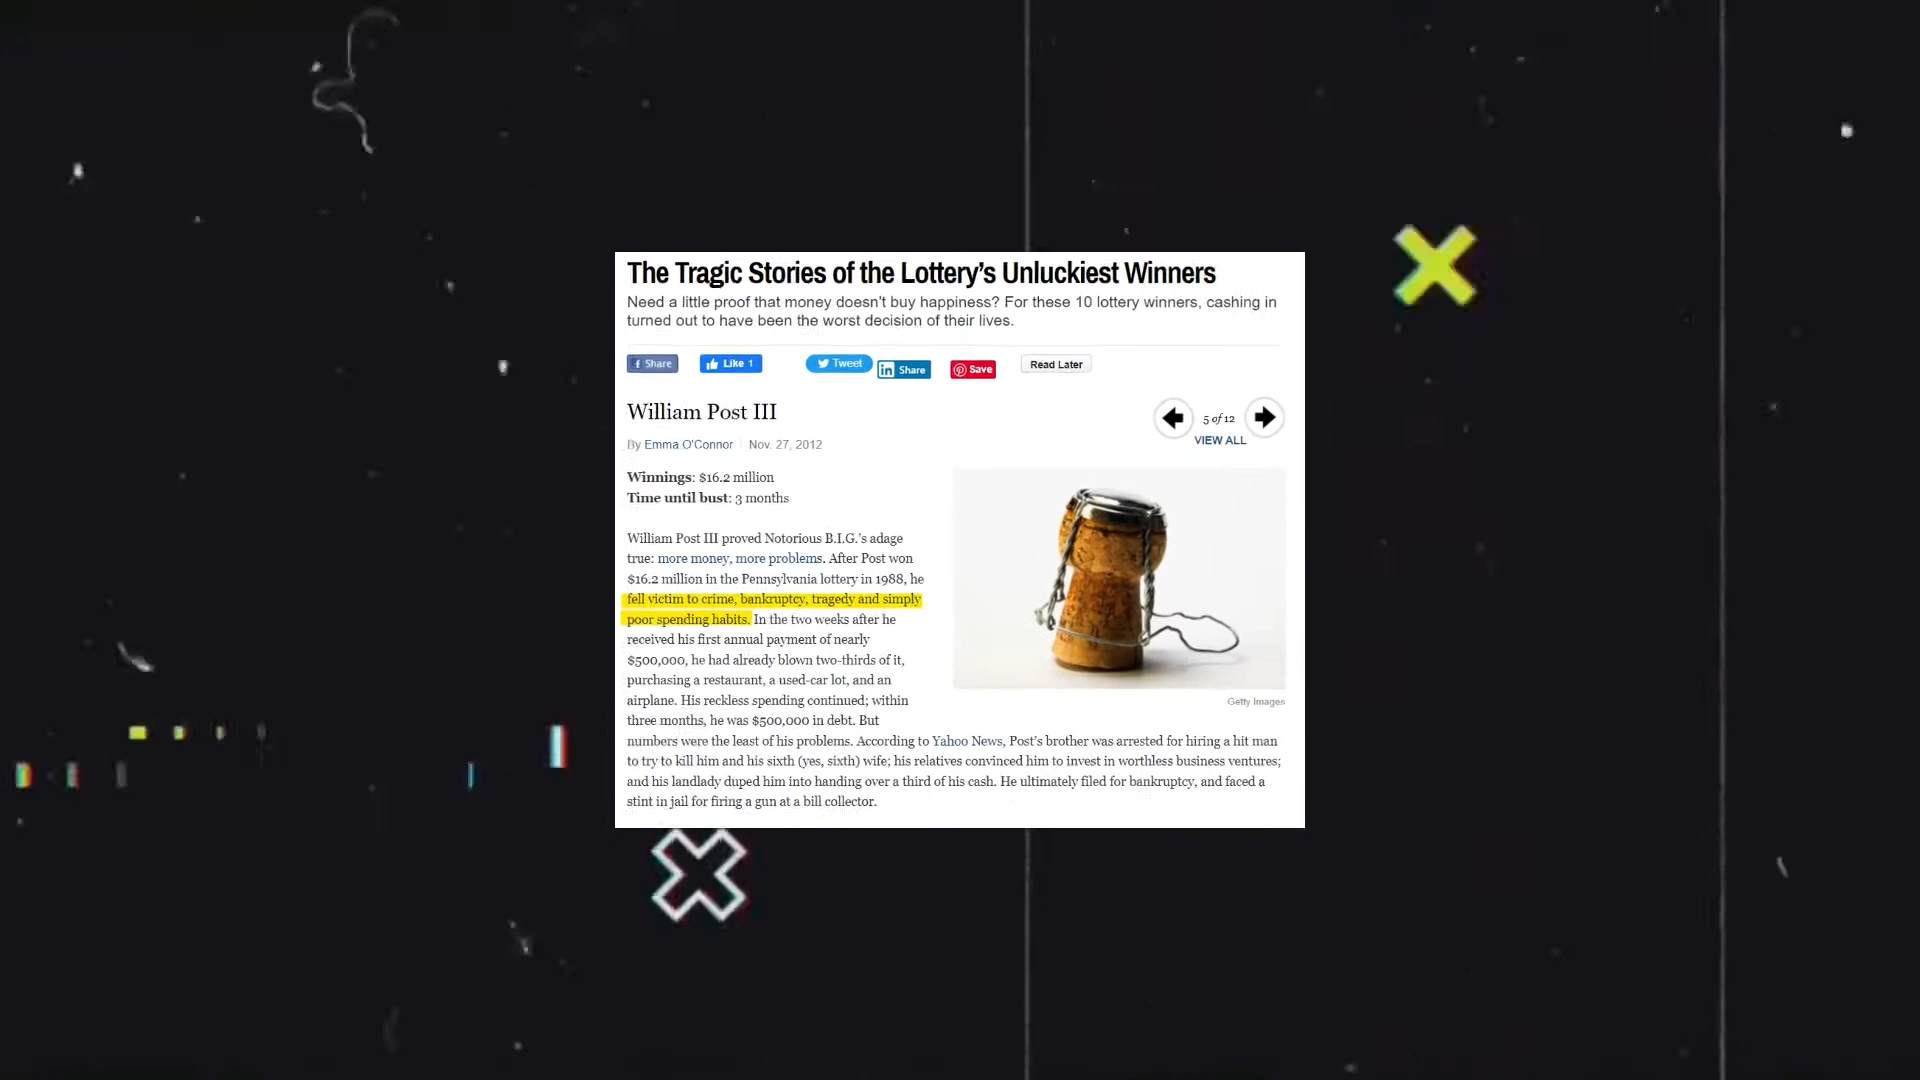 The Tragic Stories of the Lottery's Unluckiest Winners
Need a little proof that money doesn't buy happiness? For these 10 lottery winners, cashing in
turned out to have been the worst decision of their lives.
Share Like 1 Tweet Share Save Read Later
William Post III
5 of 12
VIEW ALL
By Emma O'Connor Nov. 27, 2012
Winnings: $16.2 million
Time until bust: 3 months
William Post III proved Notorious B.I.G.'s adage
true: more money, more problems. After Post won
$16.2 million in the Pennsylvania lottery in 1988, he
fell victim to crime, bankruptcy, tragedy and simply
poor spending habits. In the two weeks after he
received his first annual payment of nearly
$500,000, he had already blown two-thirds of it,
purchasing a restaurant, a used-car lot, and an
airplane. His reckless spending continued; within
three months, he was $500,000 in debt. But
Getty Images
numbers were the least of his problems. According to Yahoo News, Post's brother was arrested for hiring a hit man
to try to kill him and his sixth (yes, sixth) wife; his relatives convinced him to invest in worthless business ventures;
and his landlady duped him into handing over a third of his cash. He ultimately filed for bankruptcy, and faced a
stint in jail for firing a gun at a bill collector.